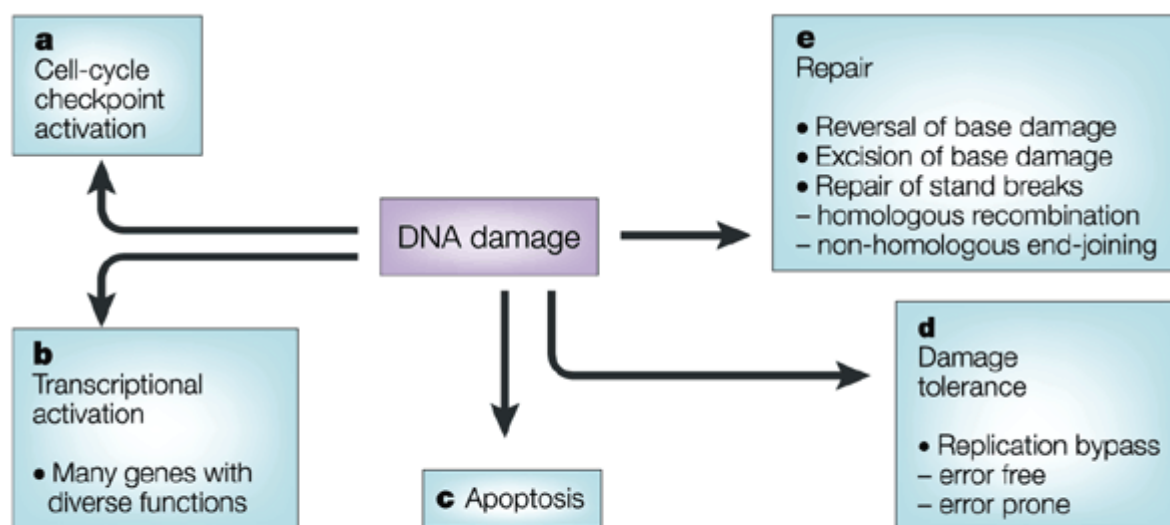 a
Cell-cycle
checkpoint
activation
e
Repair
• Reversal of base damage
• Excision of base damage
• Repair of stand breaks
– homologous recombination
– non-homologous end-joining
DNA damage
b
Transcriptional
activation
• Many genes with
diverse functions
c Apoptosis
d
Damage
tolerance
• Replication bypass
– error free
– error prone